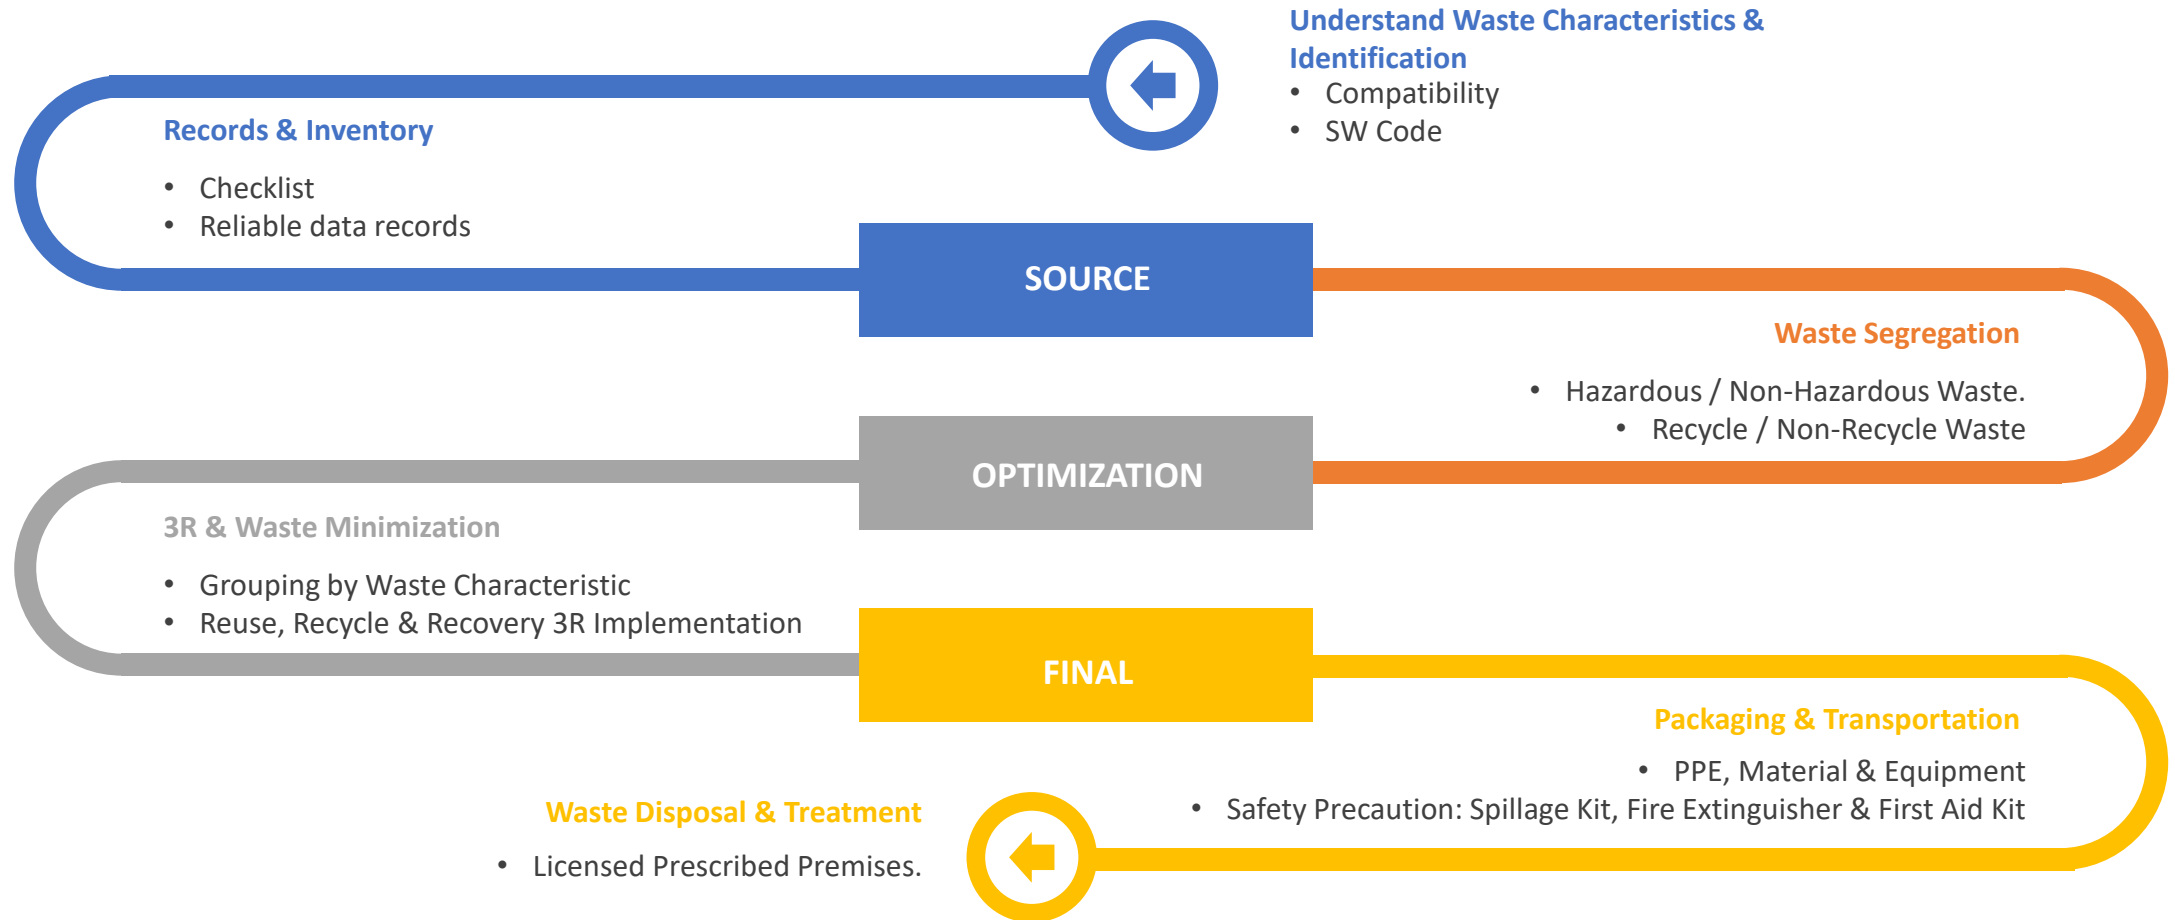 Understand Waste Characteristics &
Identification
• Compatibility
• SW Code
Records & Inventory
• Checklist
• Reliable data records
SOURCE
Waste Segregation
• Hazardous / Non-Hazardous Waste.
• Recycle / Non-Recycle Waste
OPTIMIZATION
3R & Waste Minimization
• Grouping by Waste Characteristic
• Reuse, Recycle & Recovery 3R Implementation
FINAL
Packaging & Transportation
• PPE, Material & Equipment
• Safety Precaution: Spillage Kit, Fire Extinguisher & First Aid Kit
Waste Disposal & Treatment
• Licensed Prescribed Premises.